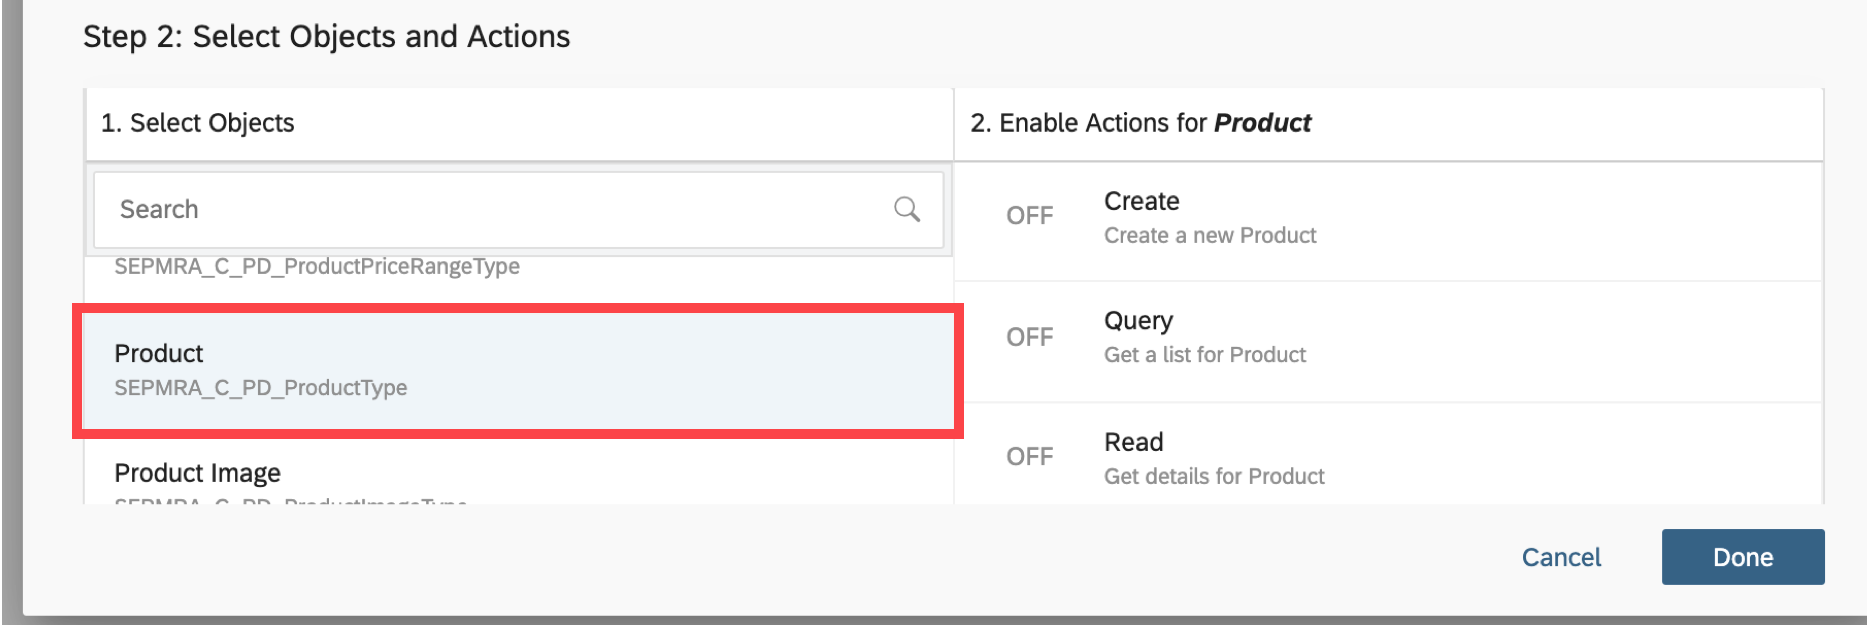 Step 2: Select Objects and Actions
1. Select Objects
Search
SEPMRA_C_PD_ProductPriceRangeType
Product
SEPMRA_C_PD_ProductType
Product Image
SEPMRA_C_PD_ProductImageType
2. Enable Actions for Product
OFF
Create
Create a new Product
OFF
Query
Get a list for Product
OFF
Read
Get details for Product
Cancel
Done